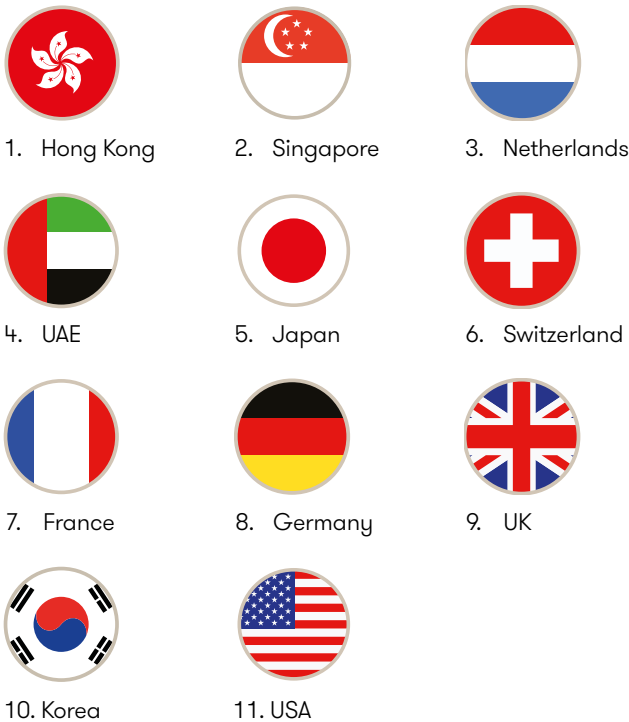 1. Hong Kong
2. Singapore
3. Netherlands
4. UAE
5. Japan
6. Switzerland
7. France
8. Germany
9. UK
10. Korea
11. USA